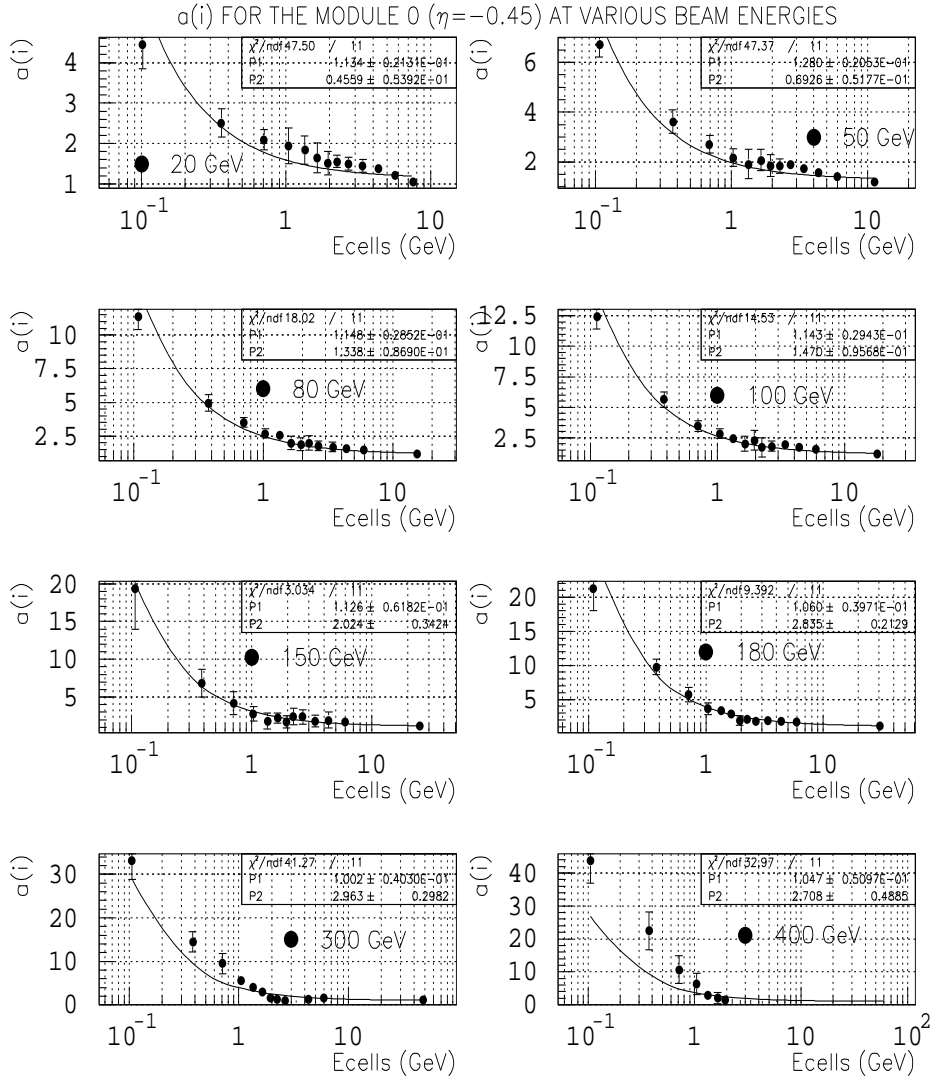 a(i) FOR THE MODULE 0 (η=−0.45) AT VARIOUS BEAM ENERGIES
a(i)
4
3
2
1
χ²/ndf 47.50 / 11
P1 1.134 ± 0.2131E−01
P2 0.4559 ± 0.5392E−01
20 GeV
10⁻¹ 1 10
Ecells (GeV)
a(i)
6
4
2
χ²/ndf 47.37 / 11
P1 1.280 ± 0.2053E−01
P2 0.6926 ± 0.5177E−01
50 GeV
10⁻¹ 1 10
Ecells (GeV)
a(i)
10
7.5
5
2.5
χ²/ndf 18.02 / 11
P1 1.148 ± 0.2852E−01
P2 1.338 ± 0.8690E−01
80 GeV
10⁻¹ 1 10
Ecells (GeV)
a(i)
12.5
10
7.5
5
2.5
χ²/ndf 14.53 / 11
P1 1.143 ± 0.2943E−01
P2 1.470 ± 0.9568E−01
100 GeV
10⁻¹ 1 10
Ecells (GeV)
a(i)
20
15
10
5
χ²/ndf 3.034 / 11
P1 1.126 ± 0.6182E−01
P2 2.024 ± 0.3424
150 GeV
10⁻¹ 1 10
Ecells (GeV)
a(i)
20
15
10
5
χ²/ndf 9.392 / 11
P1 1.060 ± 0.3971E−01
P2 2.835 ± 0.2129
180 GeV
10⁻¹ 1 10
Ecells (GeV)
a(i)
30
20
10
0
χ²/ndf 41.27 / 11
P1 1.002 ± 0.4030E−01
P2 2.963 ± 0.2982
300 GeV
10⁻¹ 1 10
Ecells (GeV)
a(i)
40
30
20
10
0
χ²/ndf 32.97 / 11
P1 1.047 ± 0.5097E−01
P2 2.708 ± 0.4885
400 GeV
10⁻¹ 1 10 10²
Ecells (GeV)